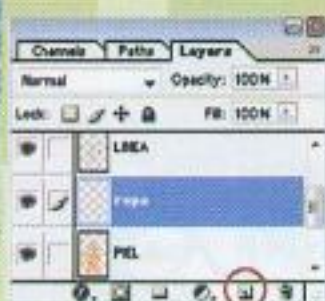 Channels Paths Layers
Normal Opacity: 100%
Lock: Fill: 100%
ropa
PIEL